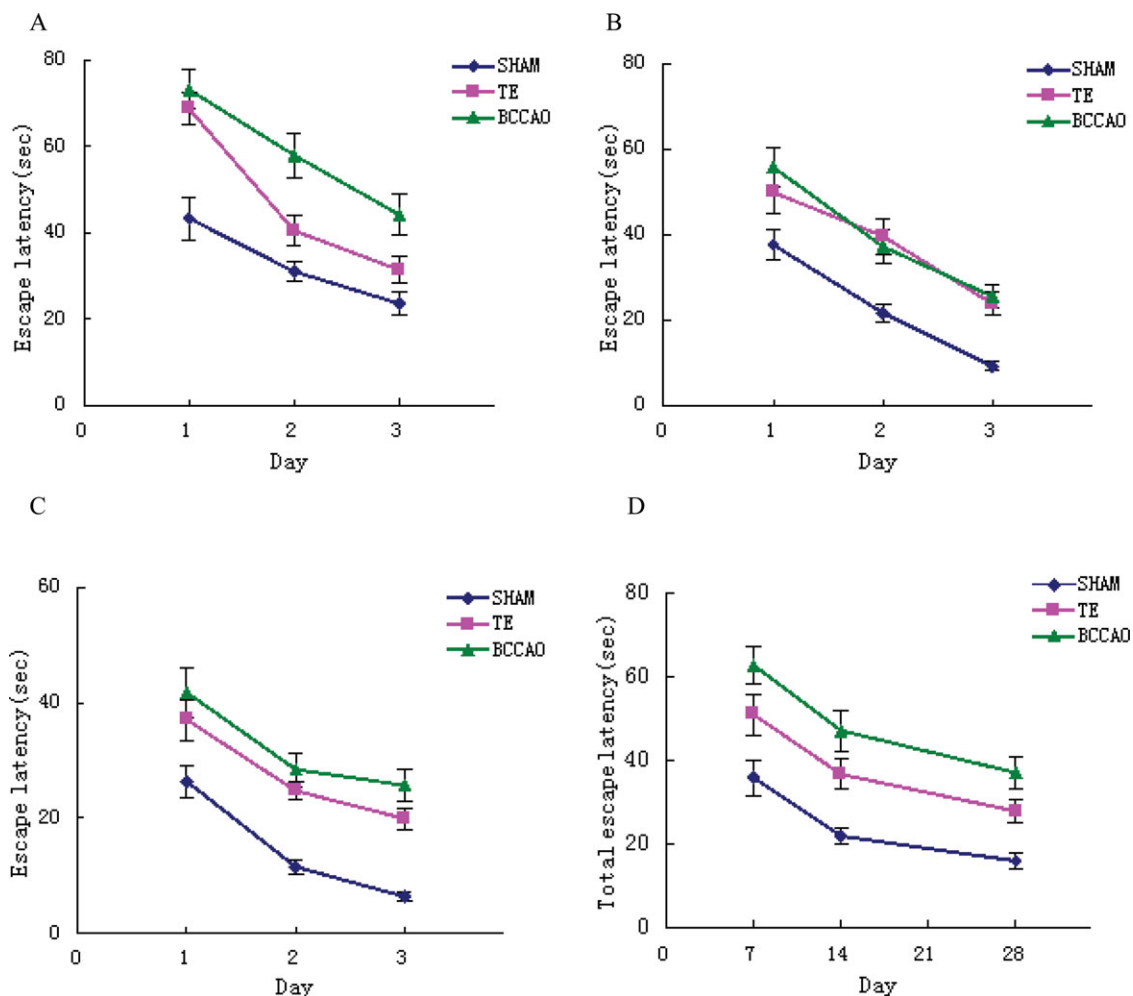 A
80
60
40
20
0
0 1 2 3
Day
Escape latency(sec)
SHAM
TE
BCCAO
B
80
60
40
20
0
0 1 2 3
Day
Escape latency(sec)
SHAM
TE
BCCAO
C
60
40
20
0
0 1 2 3
Day
Escape latency(sec)
SHAM
TE
BCCAO
D
80
60
40
20
0
0 7 14 21 28
Day
Total escape latency(sec)
SHAM
TE
BCCAO